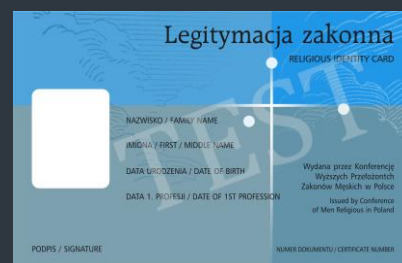 Legitymacja zakonna
RELIGIOUS IDENTITY CARD
TEST
NAZWISKO / FAMILY NAME
IMIONA / FIRST / MIDDLE NAME
DATA URODZENIA / DATE OF BIRTH
DATA 1. PROFESJI / DATE OF 1ST PROFESSION
Wydana przez Konferencję
Wyższych Przełożontch
Zakonów Męskich w Polsce
Issued by Conference
of Men Religious in Poland
PODPIS / SIGNATURE
NUMER DOKUMENTU / CERTIFICATE NUMBER